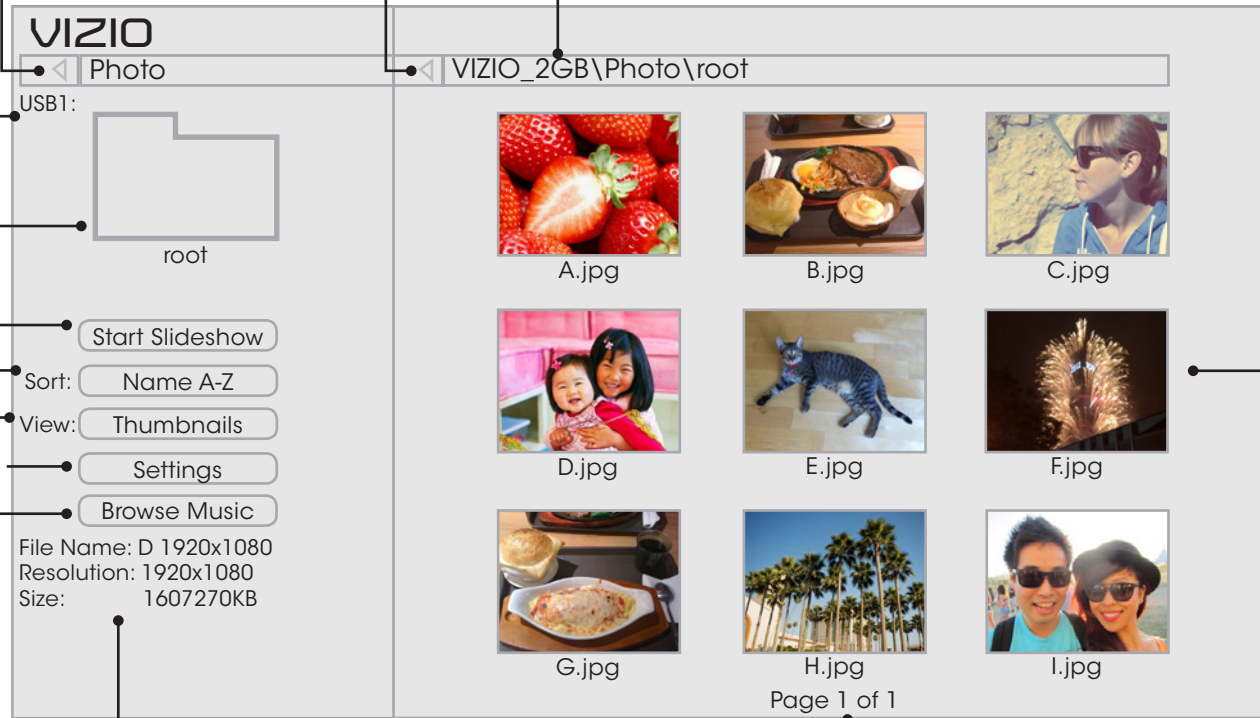 VIZIO
Photo
VIZIO_2GB\Photo\root
USB1:
root
Start Slideshow
Sort: Name A-Z
View: Thumbnails
Settings
Browse Music
File Name: D 1920x1080
Resolution: 1920x1080
Size: 1607270KB
A.jpg
B.jpg
C.jpg
D.jpg
E.jpg
F.jpg
G.jpg
H.jpg
I.jpg
Page 1 of 1